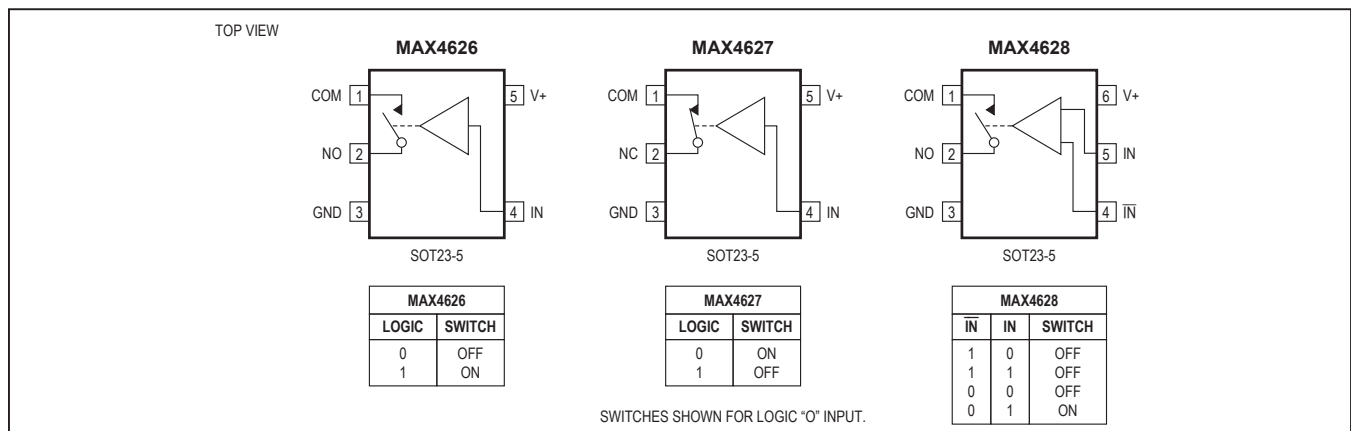 TOP VIEW
MAX4626
COM 1
5 V+
NO 2
GND 3
4 IN
SOT23-5
MAX4626
LOGIC SWITCH
0 OFF
1 ON
MAX4627
COM 1
5 V+
NC 2
GND 3
4 IN
SOT23-5
MAX4627
LOGIC SWITCH
0 ON
1 OFF
MAX4628
COM 1
6 V+
NO 2
5 IN
GND 3
4 I̅N̅
SOT23-5
MAX4628
I̅N̅ IN SWITCH
1 0 OFF
1 1 OFF
0 0 OFF
0 1 ON
SWITCHES SHOWN FOR LOGIC “O” INPUT.